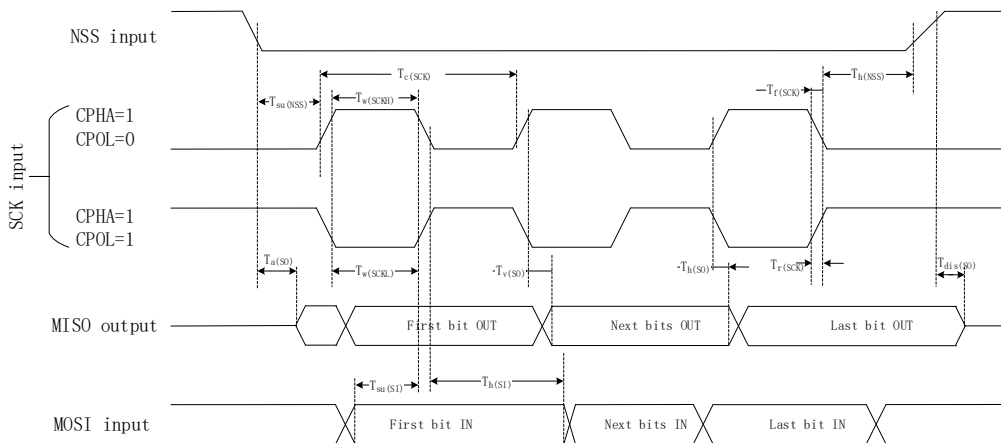 NSS input
Tc(SCK)
Th(NSS)
Tsu(NSS)
Tw(SCKH)
Tf(SCK)
SCK input
CPHA=1
CPOL=0
CPHA=1
CPOL=1
Ta(SO)
Tw(SCKL)
Tv(SO)
Th(SO)
Tr(SCK)
Tdis(SO)
MISO output
First bit OUT
Next bits OUT
Last bit OUT
Tsu(SI)
Th(SI)
MOSI input
First bit IN
Next bits IN
Last bit IN